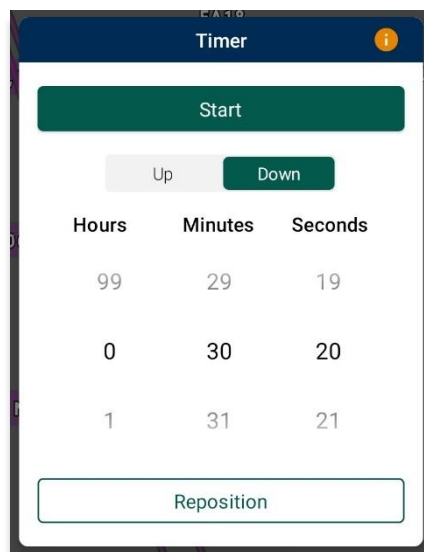 Timer
Start
Up Down
Hours Minutes Seconds
99 29 19
0 30 20
1 31 21
Reposition